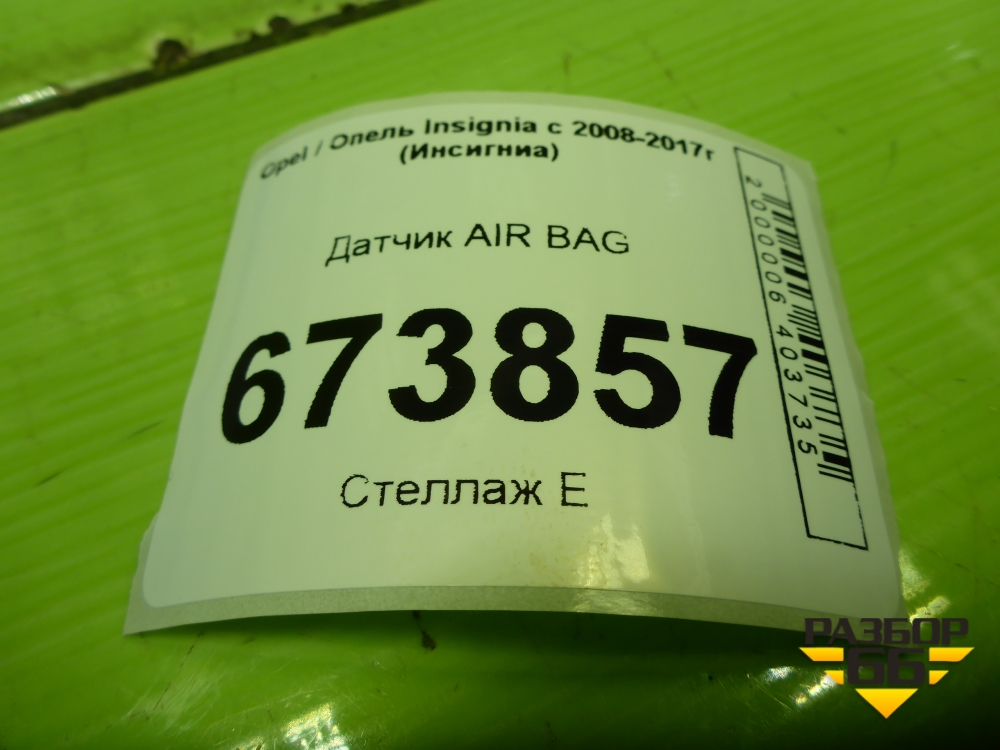 Opel / Опель Insignia с 2008-2017г
(Инсигниа)
Датчик AIR BAG
673857
Стеллаж Е
2000006403735
РАЗБОР
66